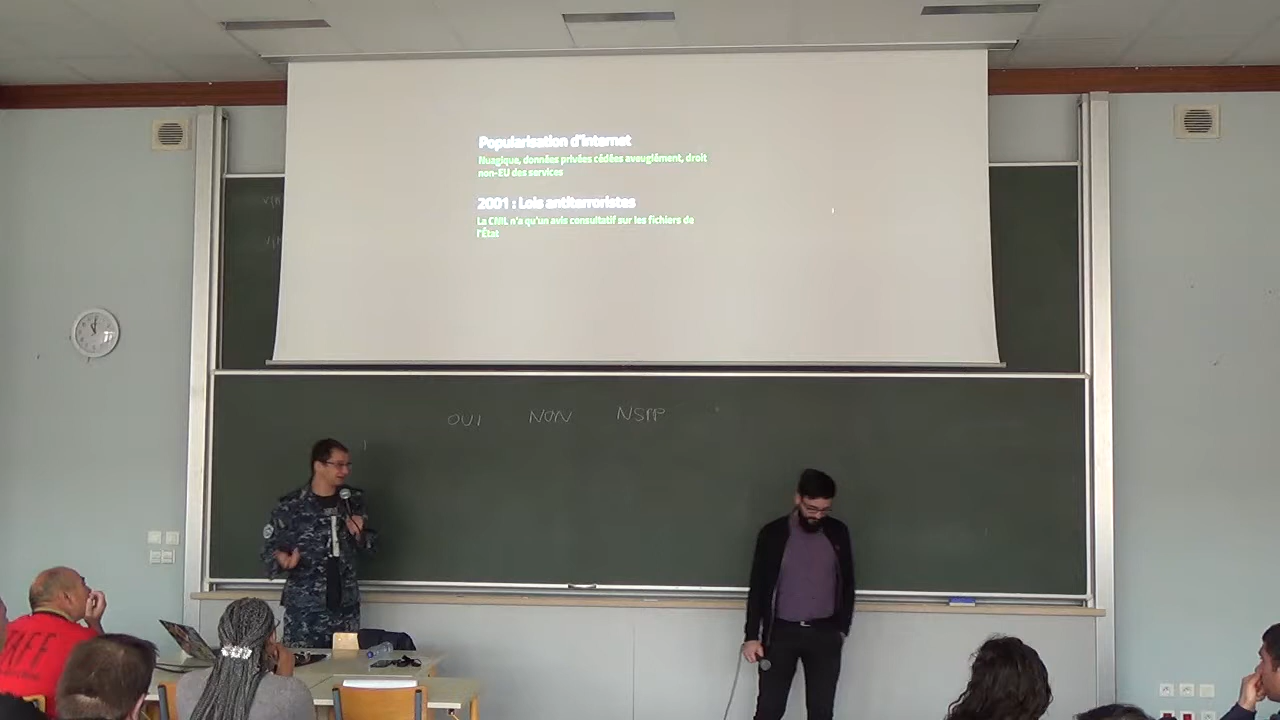 Popularisation d'Internet
Nuagique, données privées cédées aveuglément, droit
non-EU des services
2001 : Lois antiterroristes
La CNIL n'a qu'un avis consultatif sur les fichiers de
l'État
OUI NON NSPP